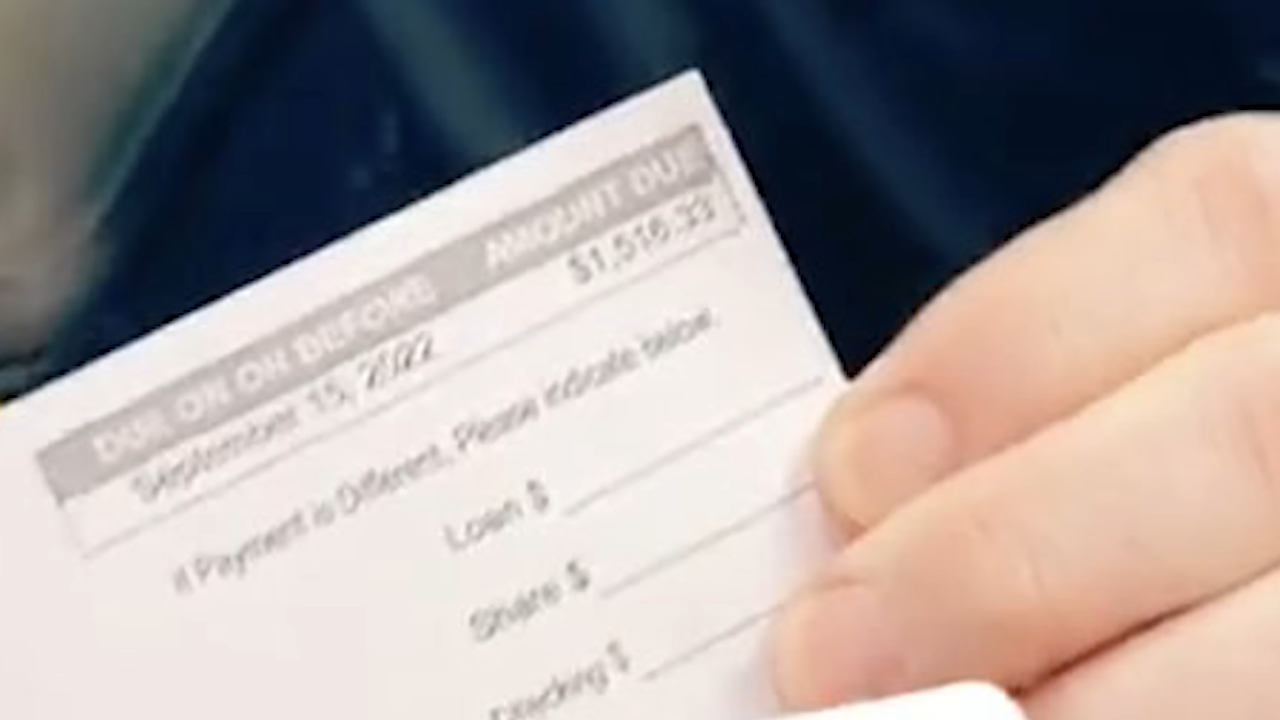 DUE ON OR BEFORE AMOUNT DUE
September 15, 2022 $1,516.33
If Payment is Different, Please indicate below.
Loan $
Share $
$